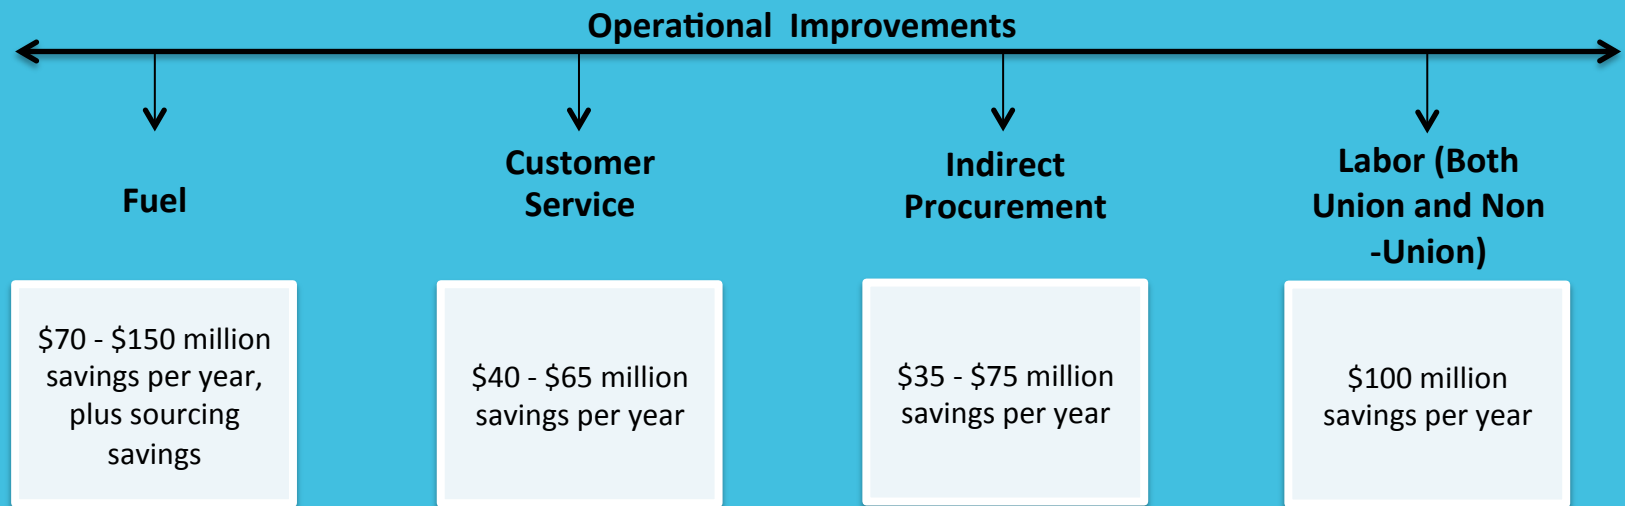 Operational Improvements
Fuel
Customer
Service
Indirect
Procurement
Labor (Both
Union and Non
-Union)
$70 - $150 million
savings per year,
plus sourcing
savings
$40 - $65 million
savings per year
$35 - $75 million
savings per year
$100 million
savings per year